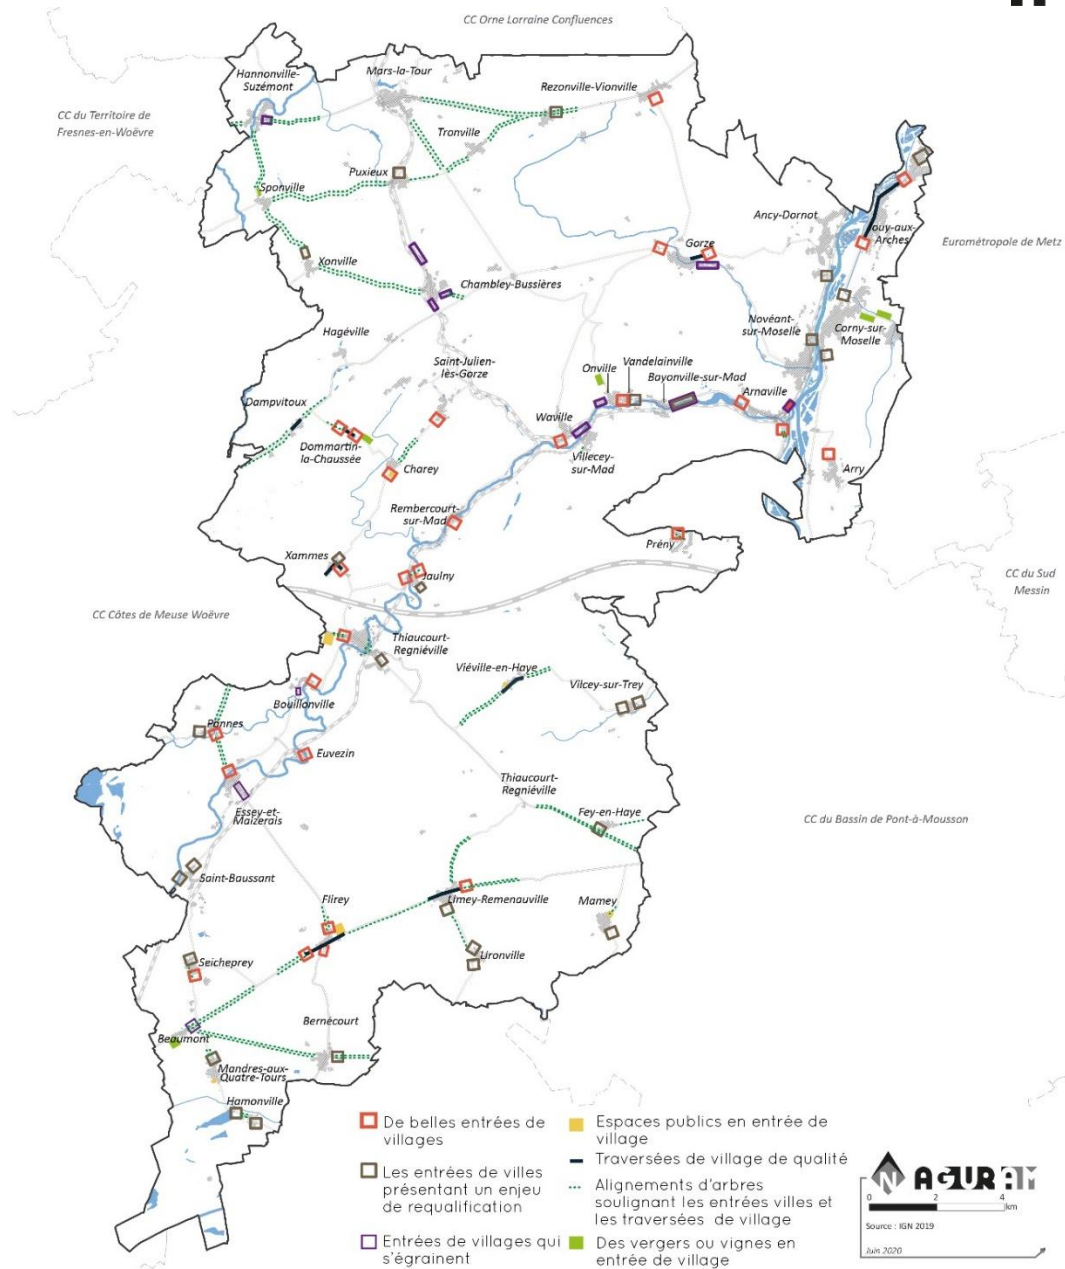 CC Orne Lorraine Confluences
Hannonville-
Suzémont
Mars-la-Tour
Rezonville-Vionville
CC du Territoire de
Fresnes-en-Woëvre
Tronville
Puxieux
Sponville
Ancy-Dornot
Jouy-aux-
Arches
Gorze
Eurométropole de Metz
Xonville
Chambley-Bussières
Novéant-
sur-Moselle
Corny-sur-
Moselle
Hagéville
Saint-Julien-
lès-Gorze
Onville
Vandelainville
Bayonville-sur-Mad
Arnaville
Dampvitoux
Waville
Dommartin-
la-Chaussée
Villecey-
sur-Mad
Charey
Arry
Rembercourt-
sur-Mad
Prény
Xammes
Jaulny
CC du Sud
Messin
CC Côtes de Meuse Woëvre
Thiaucourt-
Regniéville
Viéville-en-Haye
Vilcey-sur-Trey
Bouillonville
Pannes
Euvezin
Thiaucourt-
Regniéville
Fey-en-Haye
Essey-et-
Maizerais
CC du Bassin de Pont-à-Mousson
Saint-Baussant
Flirey
Limey-Remenauville
Mamey
Seicheprey
Lironville
Bernécourt
Beaumont
Mandres-aux-
Quatre-Tours
Hamonville
De belles entrées de
villages
Les entrées de villes
présentant un enjeu
de requalification
Entrées de villages qui
s'égrainent
Espaces publics en entrée de
village
Traversées de village de qualité
Alignements d'arbres
soulignant les entrées villes et
les traversées de village
Des vergers ou vignes en
entrée de village
N
AGURAM
0 2 4
km
Source : IGN 2019
Juin 2020